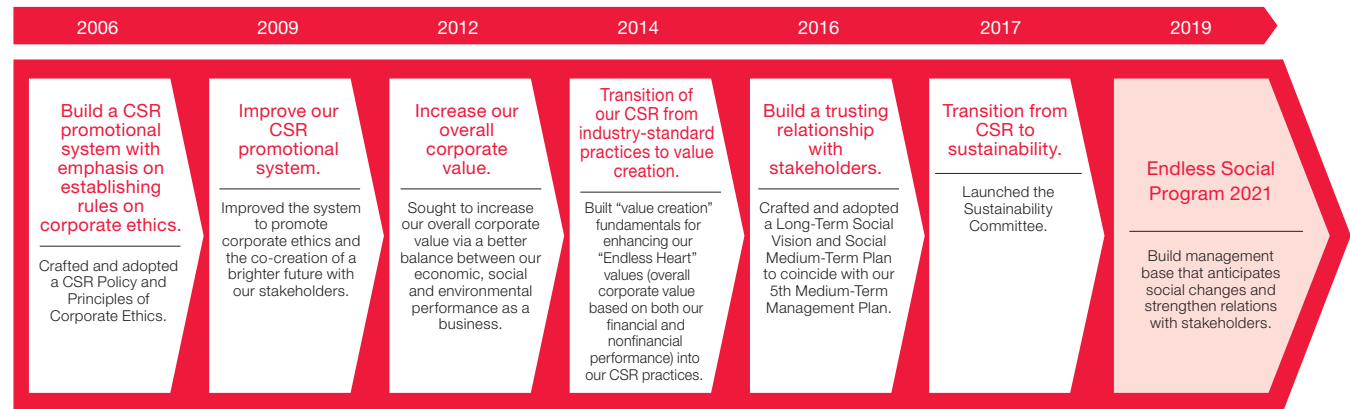 2006
2009
2012
2014
2016
2017
2019
Build a CSR
promotional
system with
emphasis on
establishing
rules on
corporate ethics.
Crafted and adopted
a CSR Policy and
Principles of
Corporate Ethics.
Improve our
CSR
promotional
system.
Improved the system
to promote
corporate ethics and
the co-creation of a
brighter future with
our stakeholders.
Increase our
overall
corporate
value.
Sought to increase
our overall corporate
value via a better
balance between our
economic, social
and environmental
performance as a
business.
Transition of
our CSR from
industry-standard
practices to value
creation.
Built “value creation”
fundamentals for
enhancing our
“Endless Heart”
values (overall
corporate value
based on both our
financial and
nonfinancial
performance) into
our CSR practices.
Build a trusting
relationship
with
stakeholders.
Crafted and adopted
a Long-Term Social
Vision and Social
Medium-Term Plan
to coincide with our
5th Medium-Term
Management Plan.
Transition from
CSR to
sustainability.
Launched the
Sustainability
Committee.
Endless Social
Program 2021
Build management
base that anticipates
social changes and
strengthen relations
with stakeholders.